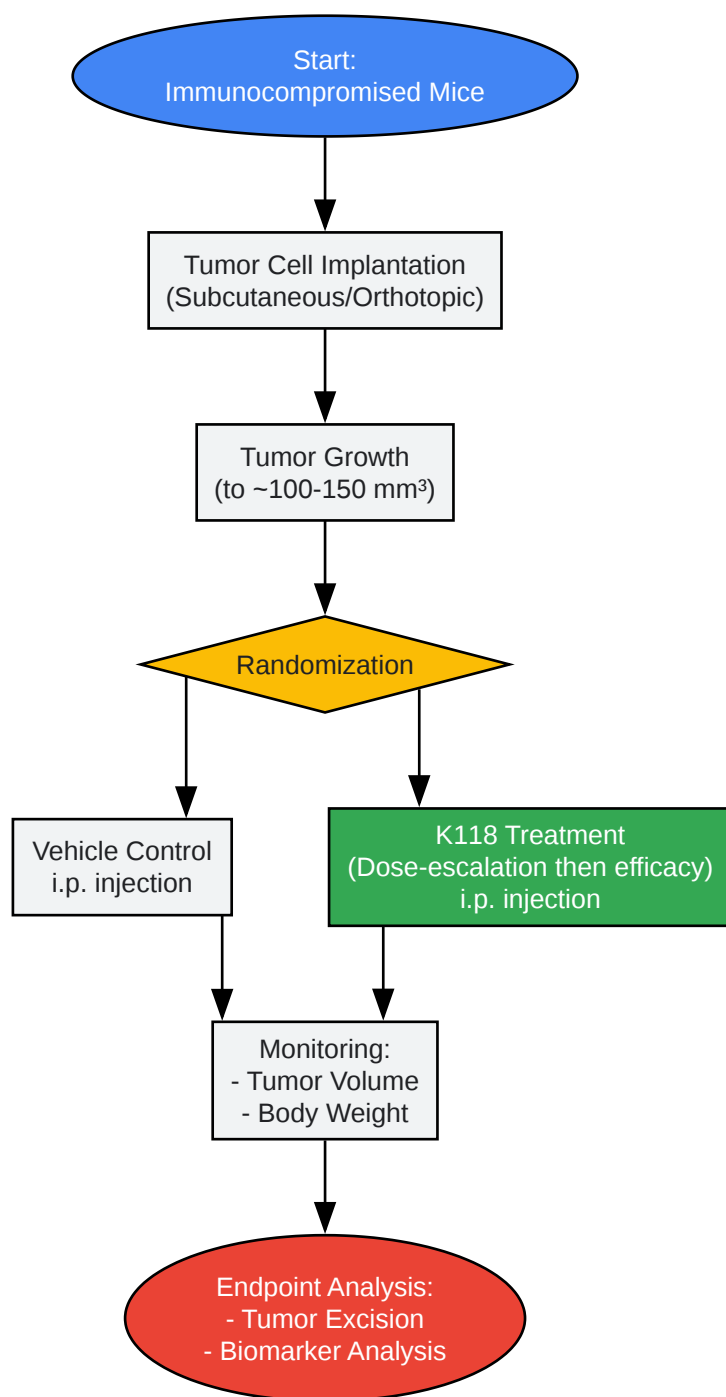 Start:
Immunocompromised Mice
Tumor Cell Implantation
(Subcutaneous/Orthotopic)
Tumor Growth
(to ~100-150 mm³)
Randomization
Vehicle Control
i.p. injection
K118 Treatment
(Dose-escalation then efficacy)
i.p. injection
Monitoring:
- Tumor Volume
- Body Weight
Endpoint Analysis:
- Tumor Excision
- Biomarker Analysis